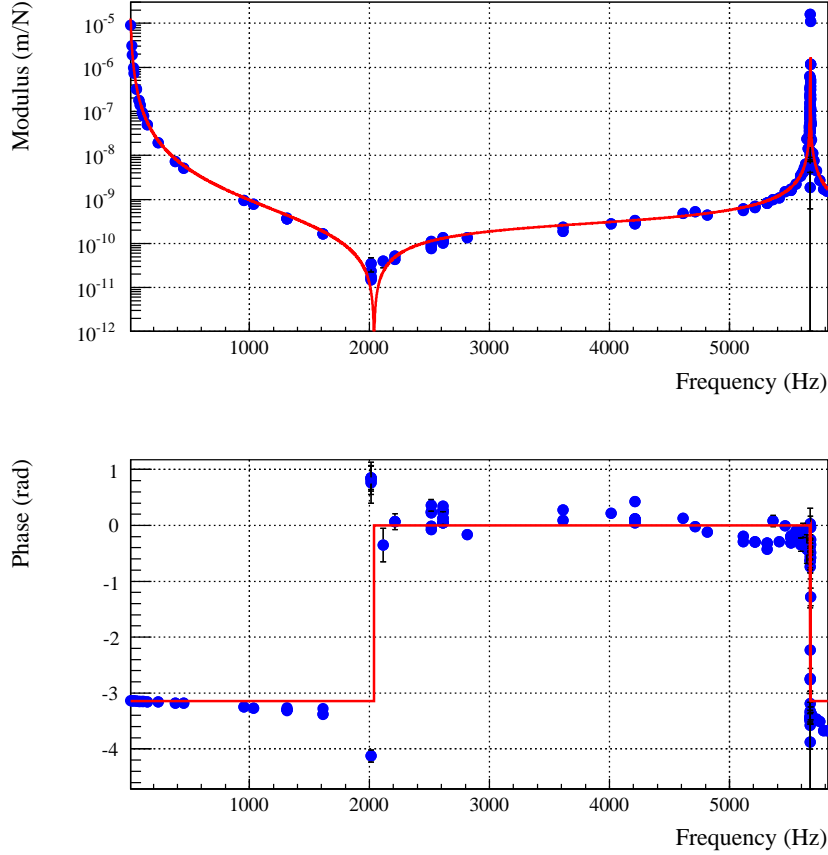 Modulus (m/N)
10⁻⁵
10⁻⁶
10⁻⁷
10⁻⁸
10⁻⁹
10⁻¹⁰
10⁻¹¹
10⁻¹²
1000 2000 3000 4000 5000
Frequency (Hz)
Phase (rad)
1
0
-1
-2
-3
-4
1000 2000 3000 4000 5000
Frequency (Hz)